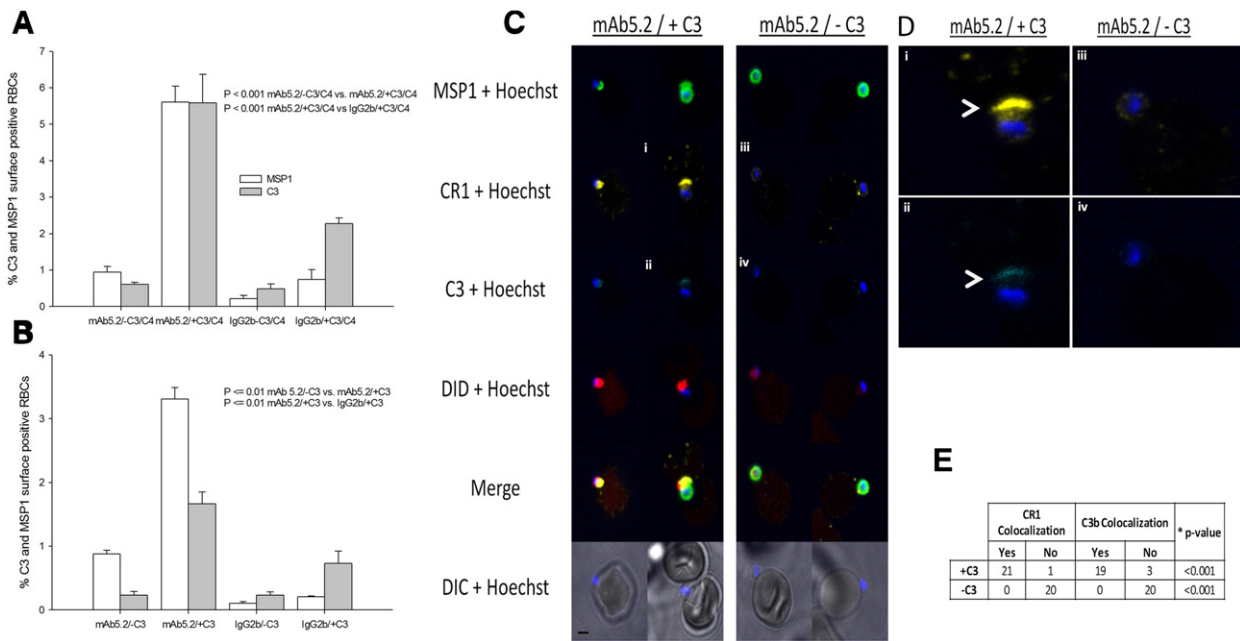 A
% C3 and MSP1 surface positive RBCs
7
6
5
4
3
2
1
0
P < 0.001 mAb5.2/-C3/C4 vs. mAb5.2/+C3/C4
P < 0.001 mAb5.2/+C3/C4 vs IgG2b/+C3/C4
MSP1
C3
mAb5.2/-C3/C4 mAb5.2/+C3/C4 IgG2b-C3/C4 IgG2b/+C3/C4
B
% C3 and MSP1 surface positive RBCs
4
3
2
1
0
P <= 0.01 mAb 5.2/-C3 vs. mAb5.2/+C3
P <= 0.01 mAb5.2/+C3 vs. IgG2b/+C3
mAb5.2/-C3 mAb5.2/+C3 IgG2b/-C3 IgG2b/+C3
C
mAb5.2 / + C3 mAb5.2 / - C3
MSP1 + Hoechst
i iii
CR1 + Hoechst
ii iv
C3 + Hoechst
DID + Hoechst
Merge
DIC + Hoechst
D
mAb5.2 / + C3 mAb5.2 / - C3
i iii
ii iv
E
CR1 Colocalization C3b Colocalization * p-value
Yes No Yes No
+C3 21 1 19 3 <0.001
-C3 0 20 0 20 <0.001